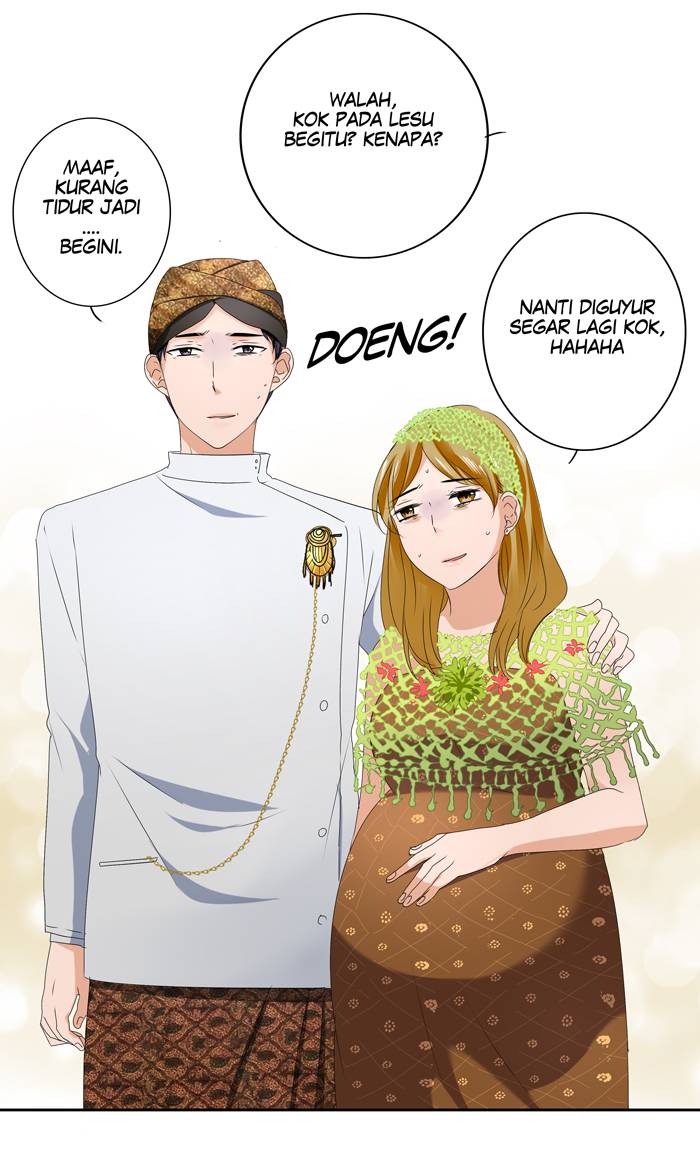 WALAH,
KOK PADA LESU
BEGITU? KENAPA?
MAAF,
KURANG
TIDUR JADI
....
BEGINI.
DOENG!
NANTI DIGUYUR
SEGAR LAGI KOK,
HAHAHA